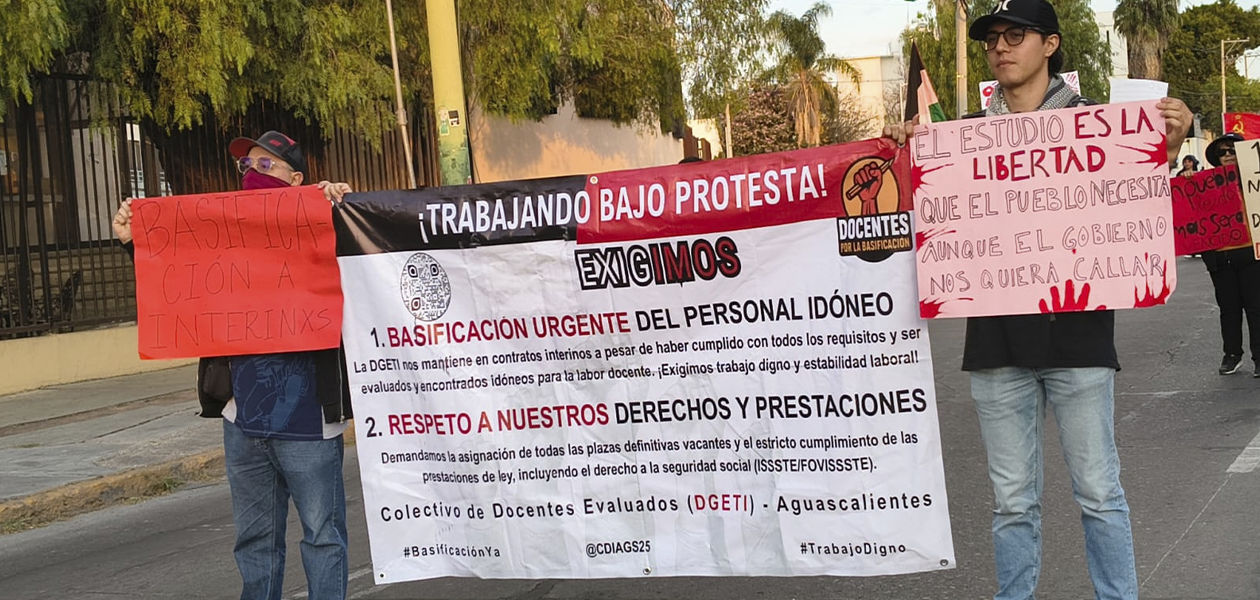 BASIFICA-
CIÓN A
INTERINXS
¡TRABAJANDO BAJO PROTESTA!
DOCENTES
POR LA BASIFICACIÓN
EXIGIMOS
1. BASIFICACIÓN URGENTE DEL PERSONAL IDÓNEO
La DGETI nos mantiene en contratos interinos a pesar de haber cumplido con todos los requisitos y ser
evaluados y encontrados idóneos para la labor docente. ¡Exigimos trabajo digno y estabilidad laboral!
2. RESPETO A NUESTROS DERECHOS Y PRESTACIONES
Demandamos la asignación de todas las plazas definitivas vacantes y el estricto cumplimiento de las
prestaciones de ley, incluyendo el derecho a la seguridad social (ISSSTE/FOVISSSTE).
Colectivo de Docentes Evaluados (DGETI) - Aguascalientes
#BasificaciónYa @CDIAGS25 #TrabajoDigno
EL ESTUDIO ES LA
LIBERTAD
QUE EL PUEBLO NECESITA
AUNQUE EL GOBIERNO
NOS QUIERA CALLAR